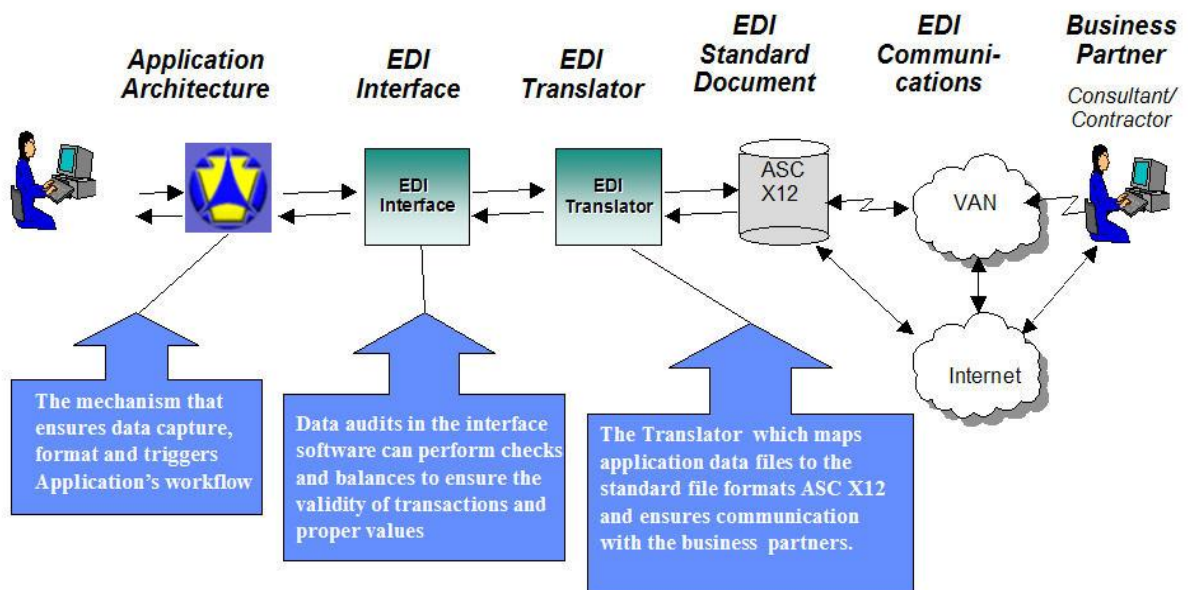 Application
Architecture
EDI
Interface
EDI
Translator
EDI
Standard
Document
EDI
Communi-
cations
Business
Partner
Consultant/
Contractor
EDI
Interface
EDI
Translator
ASC
X12
VAN
Internet
The mechanism that
ensures data capture,
format and triggers
Application's workflow
Data audits in the interface
software can perform checks
and balances to ensure the
validity of transactions and
proper values
The Translator which maps
application data files to the
standard file formats ASC X12
and ensures communication
with the business partners.